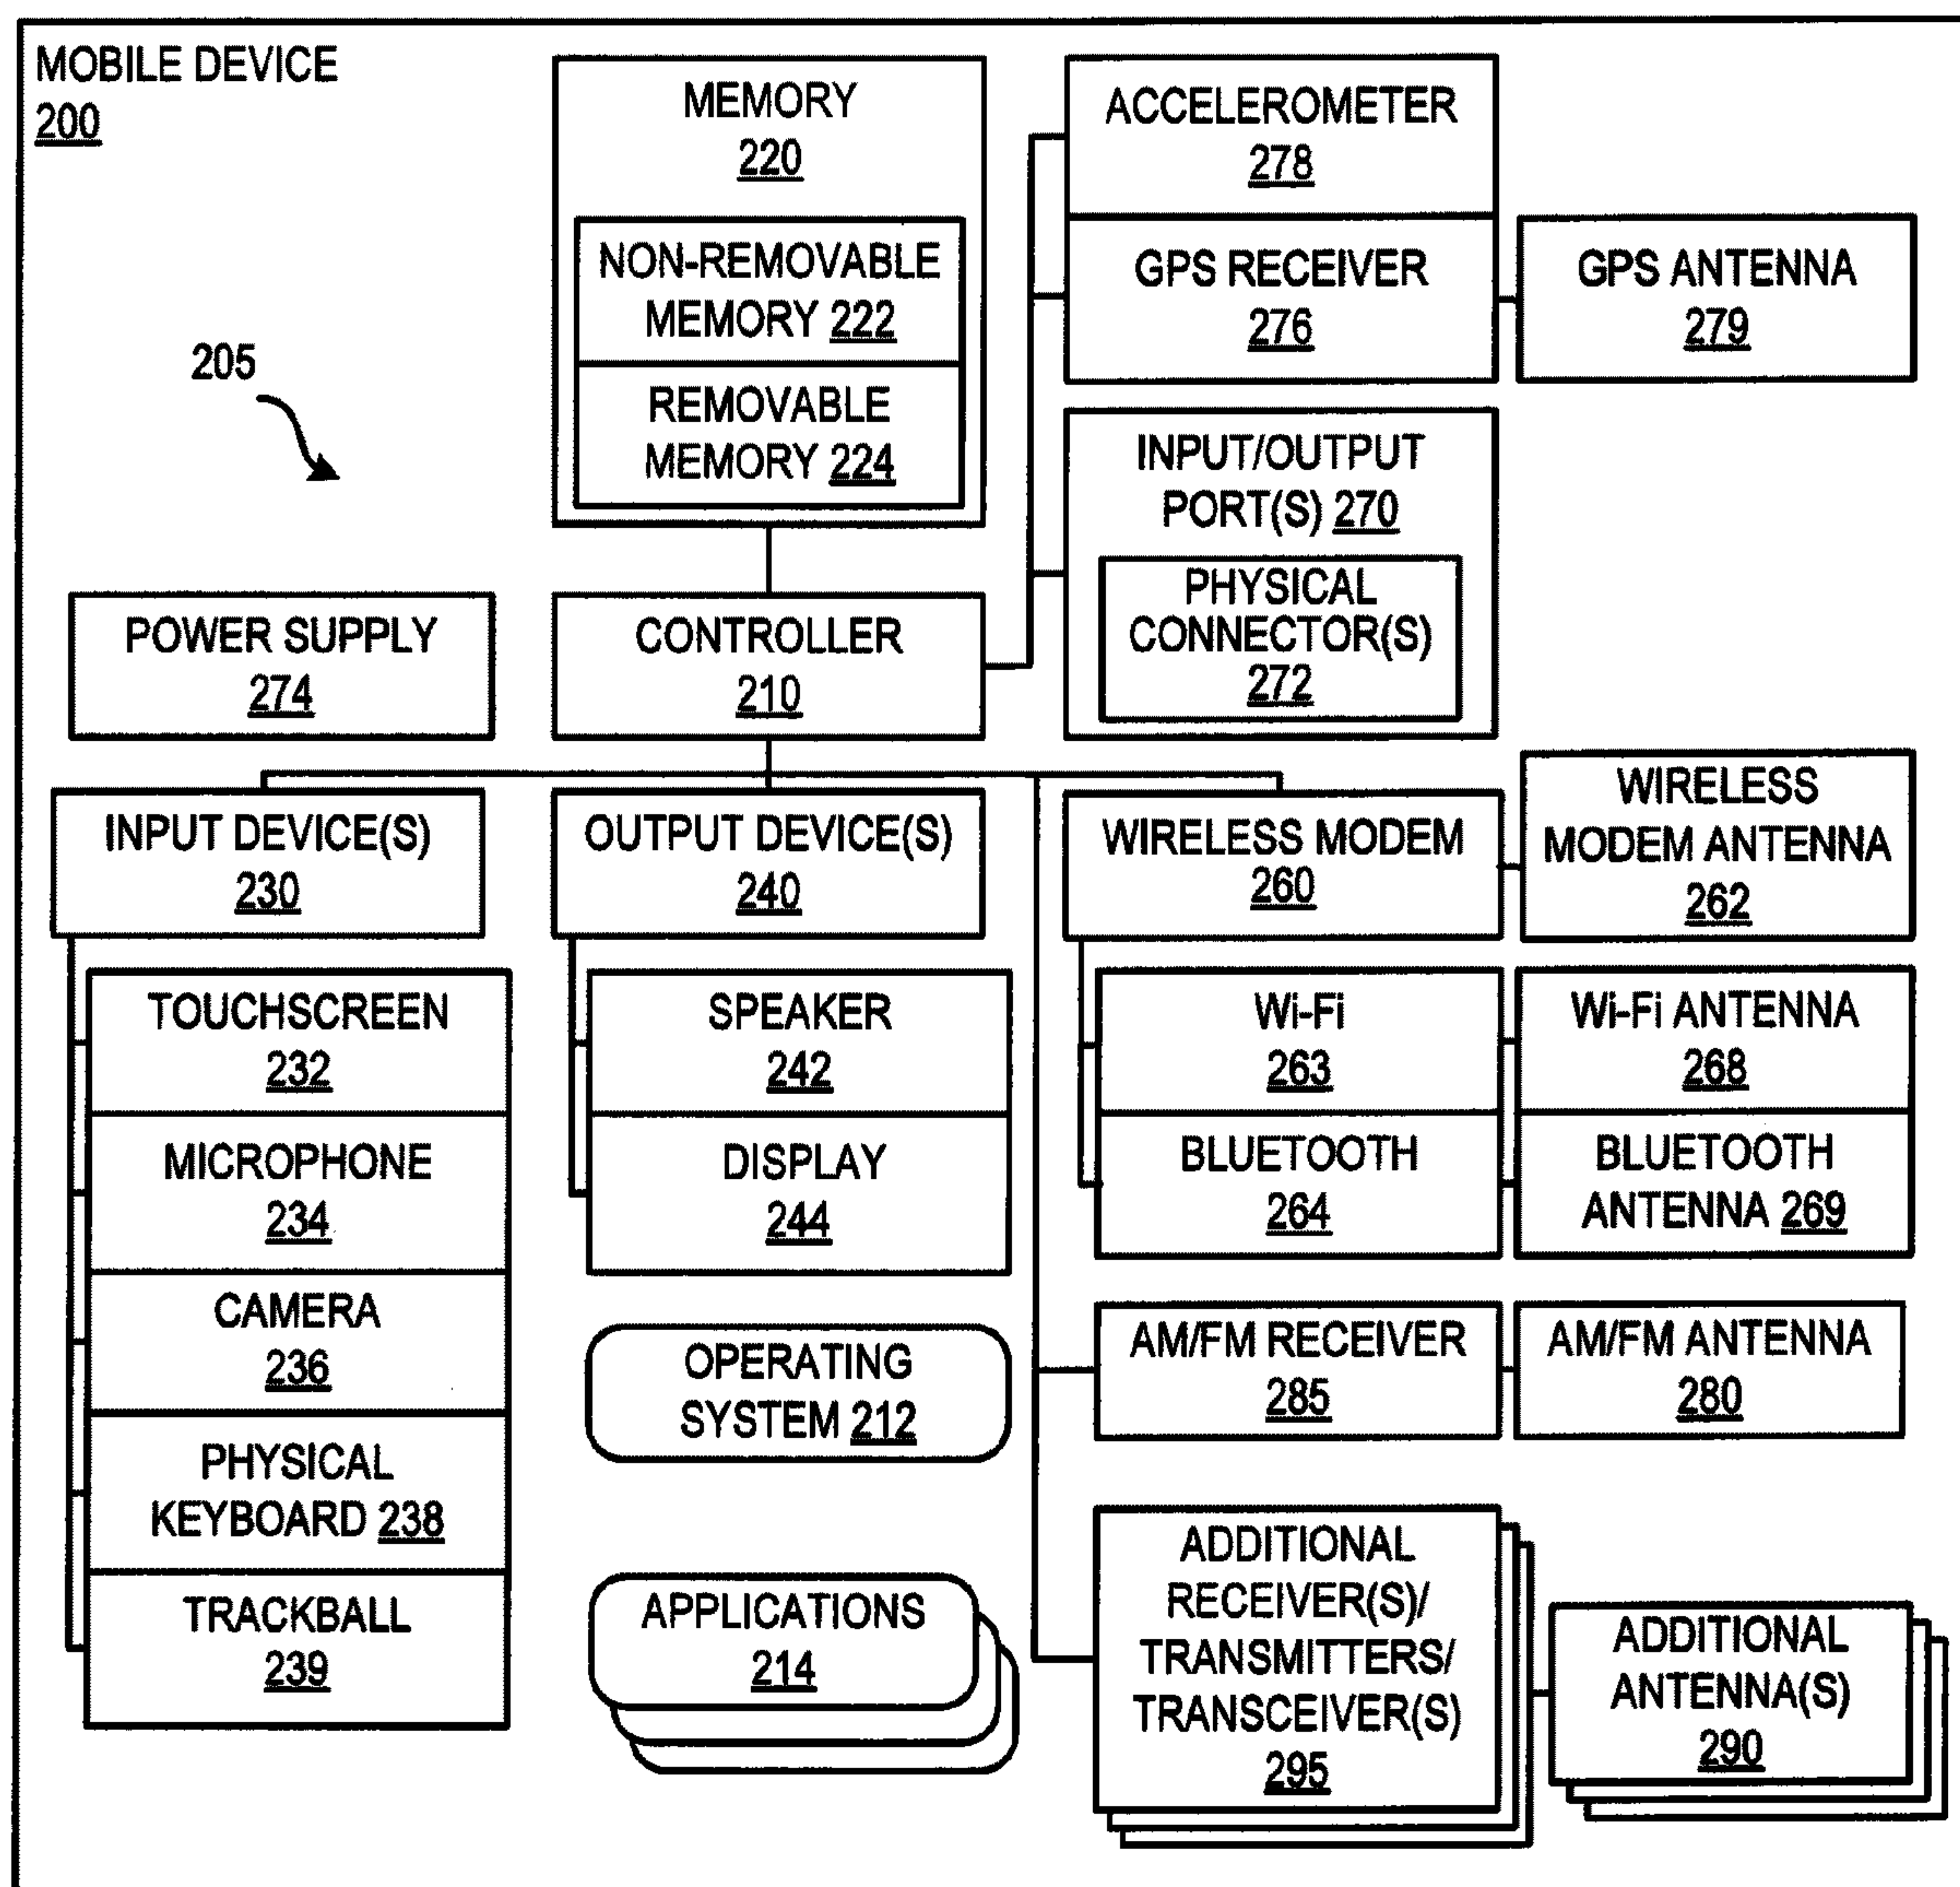 MOBILE DEVICE
200
MEMORY
220
NON-REMOVABLE
MEMORY 222
REMOVABLE
MEMORY 224
ACCELEROMETER
278
GPS RECEIVER
276
GPS ANTENNA
279
205
INPUT/OUTPUT
PORT(S) 270
PHYSICAL
CONNECTOR(S)
272
POWER SUPPLY
274
CONTROLLER
210
INPUT DEVICE(S)
230
OUTPUT DEVICE(S)
240
WIRELESS MODEM
260
WIRELESS
MODEM ANTENNA
262
TOUCHSCREEN
232
MICROPHONE
234
CAMERA
236
PHYSICAL
KEYBOARD 238
TRACKBALL
239
SPEAKER
242
DISPLAY
244
OPERATING
SYSTEM 212
APPLICATIONS
214
Wi-Fi
263
BLUETOOTH
264
Wi-Fi ANTENNA
268
BLUETOOTH
ANTENNA 269
AM/FM RECEIVER
285
AM/FM ANTENNA
280
ADDITIONAL
RECEIVER(S)/
TRANSMITTERS/
TRANSCEIVER(S)
295
ADDITIONAL
ANTENNA(S)
290